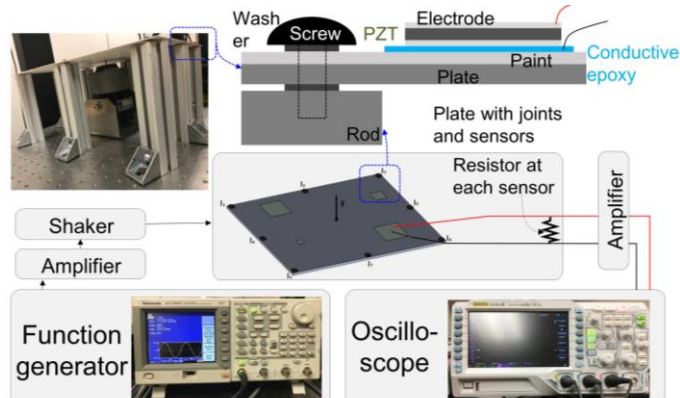 Wash
er
Screw
PZT
Electrode
Paint
Conductive
epoxy
Plate
Rod
Plate with joints
and sensors
Resistor at
each sensor
Amplifier
F
Shaker
Amplifier
Function
generator
Tektronix
Oscillo-
scope